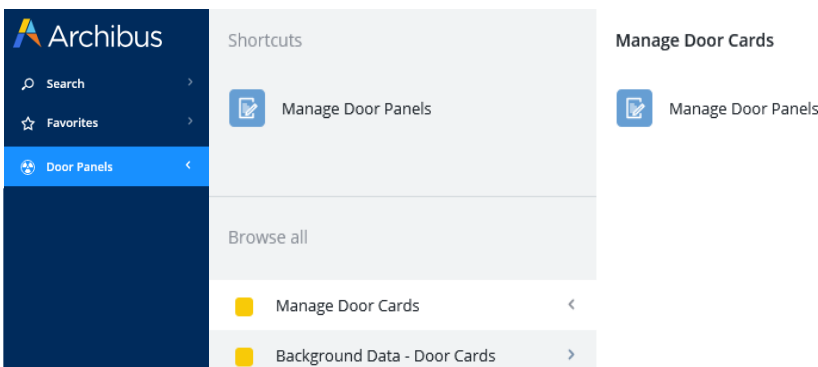 Archibus
Search
Favorites
Door Panels
Shortcuts
Manage Door Panels
Browse all
Manage Door Cards
Background Data - Door Cards
Manage Door Cards
Manage Door Panels